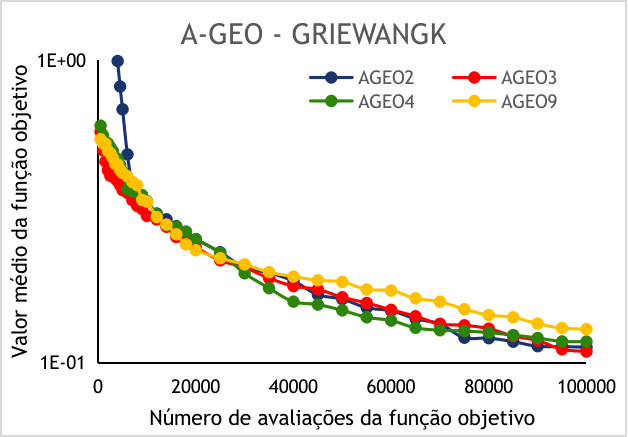 A-GEO - GRIEWANGK
1E+00
AGEO2 AGEO3
AGEO4 AGEO9
Valor médio da função objetivo
1E-01
0 20000 40000 60000 80000 100000
Número de avaliações da função objetivo